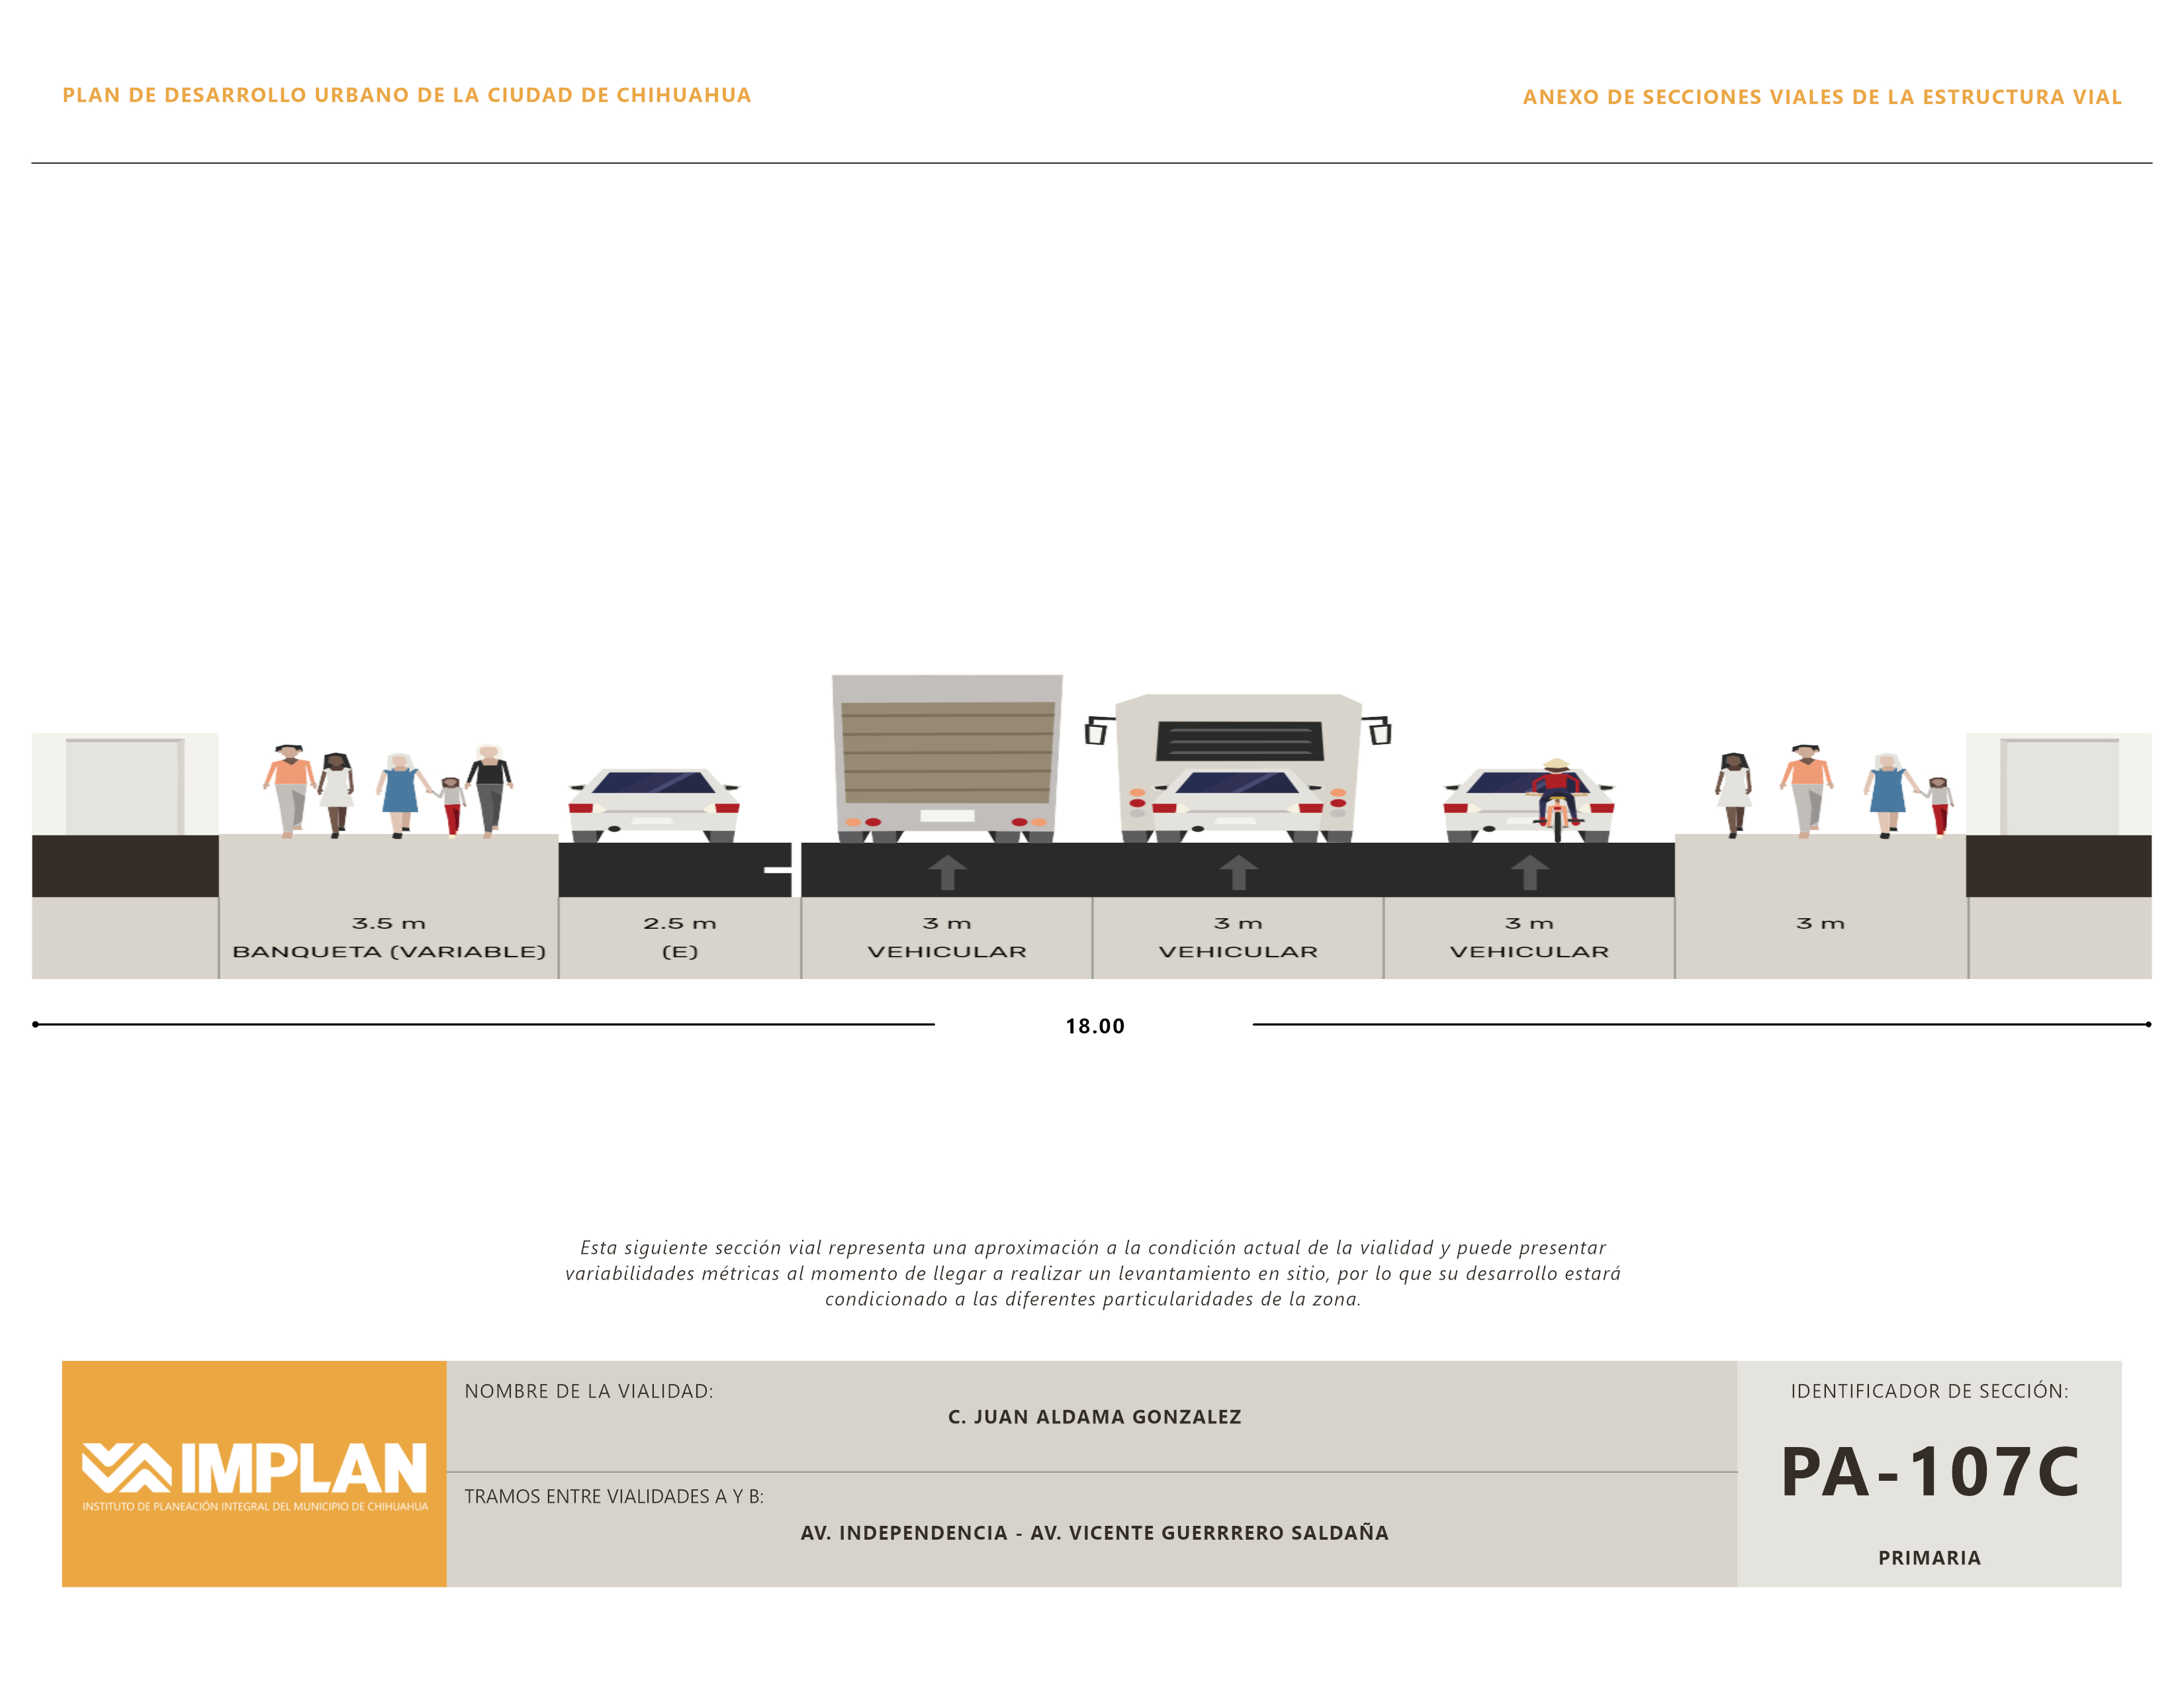 PLAN DE DESARROLLO URBANO DE LA CIUDAD DE CHIHUAHUA
ANEXO DE SECCIONES VIALES DE LA ESTRUCTURA VIAL
3.5 m
BANQUETA (VARIABLE)
2.5 m
(E)
3 m
VEHICULAR
3 m
VEHICULAR
3 m
VEHICULAR
3 m
18.00
Esta siguiente sección vial representa una aproximación a la condición actual de la vialidad y puede presentar
variabilidades métricas al momento de llegar a realizar un levantamiento en sitio, por lo que su desarrollo estará
condicionado a las diferentes particularidades de la zona.
IMPLAN
INSTITUTO DE PLANEACIÓN INTEGRAL DEL MUNICIPIO DE CHIHUAHUA
NOMBRE DE LA VIALIDAD:
C. JUAN ALDAMA GONZALEZ
TRAMOS ENTRE VIALIDADES A Y B:
AV. INDEPENDENCIA - AV. VICENTE GUERRRERO SALDAÑA
IDENTIFICADOR DE SECCIÓN:
PA-107C
PRIMARIA